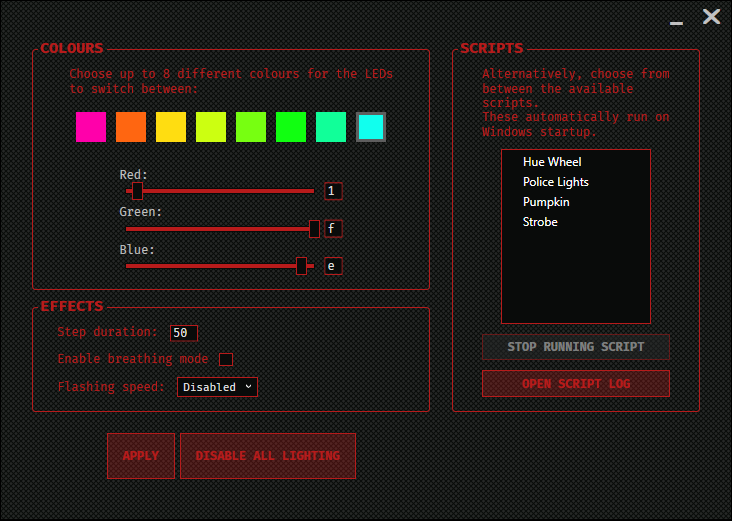 COLOURS
Choose up to 8 different colours for the LEDs
to switch between:
Red:
1
Green:
f
Blue:
e
EFFECTS
Step duration: 50
Enable breathing mode
Flashing speed: Disabled
APPLY
DISABLE ALL LIGHTING
SCRIPTS
Alternatively, choose from
between the available
scripts.
These automatically run on
Windows startup.
Hue Wheel
Police Lights
Pumpkin
Strobe
STOP RUNNING SCRIPT
OPEN SCRIPT LOG